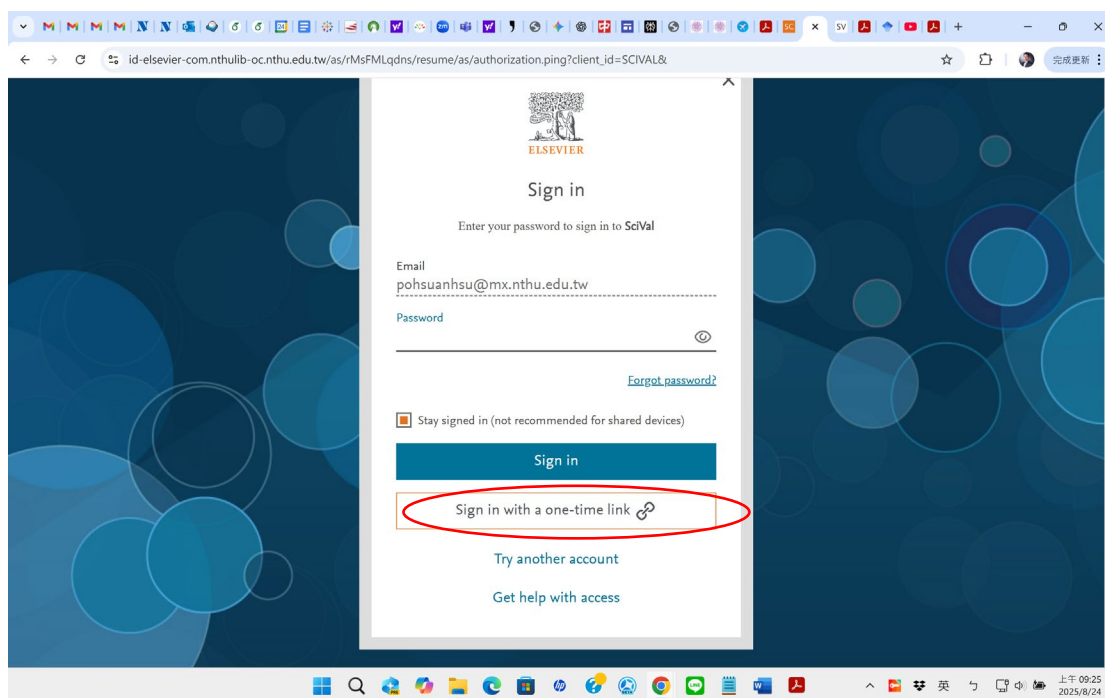 id-elsevier-com.nthulib-oc.nthu.edu.tw/as/rMsFMLqdns/resume/as/authorization.ping?client_id=SCIVAL&
完成更新
ELSEVIER
Sign in
Enter your password to sign in to SciVal
Email
pohsuanhsu@mx.nthu.edu.tw
Password
Forgot password?
Stay signed in (not recommended for shared devices)
Sign in
Sign in with a one-time link
Try another account
Get help with access
英
ㄅ
上午 09:25
2025/8/24